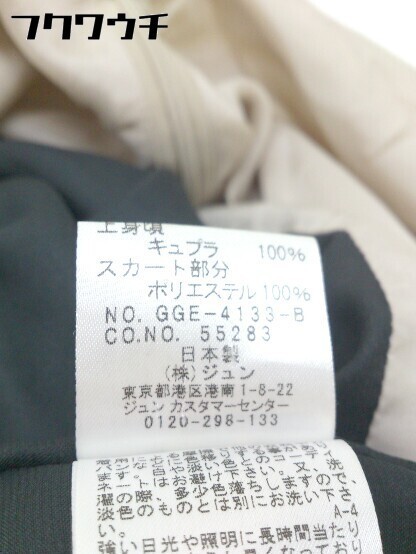 フクワウチ
上身頃
キュプラ 100%
スカート部分
ポリエステル 100%
NO. GGE-4133-B
CO.NO. 55283
日本製
(株)ジュン
東京都港区港南1-8-22
ジュン カスタマーセンター
0120-298-133
の際、多少色落ちしますので
淡色のものとは別にお洗い下さ
い。
A-4
強い日光や照明に長時間当たり